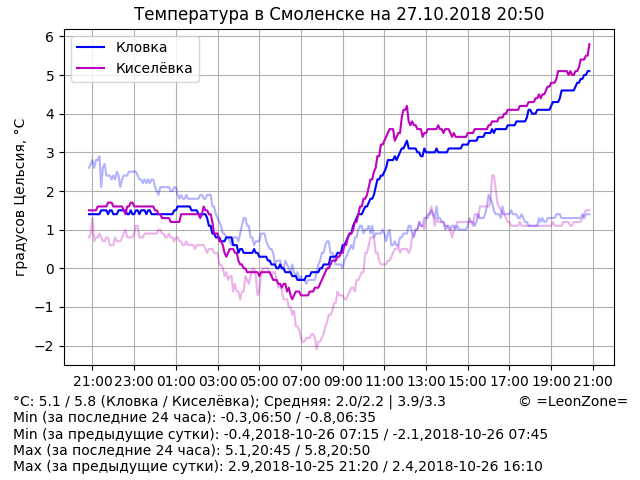 Температура в Смоленске на 27.10.2018 20:50
Кловка
Киселёвка
градусов Цельсия, °C
6
5
4
3
2
1
0
−1
−2
21:00 23:00 01:00 03:00 05:00 07:00 09:00 11:00 13:00 15:00 17:00 19:00 21:00
°C: 5.1 / 5.8 (Кловка / Киселёвка); Средняя: 2.0/2.2 | 3.9/3.3 © =LeonZone=
Min (за последние 24 часа): -0.3,06:50 / -0.8,06:35
Min (за предыдущие сутки): -0.4,2018-10-26 07:15 / -2.1,2018-10-26 07:45
Max (за последние 24 часа): 5.1,20:45 / 5.8,20:50
Max (за предыдущие сутки): 2.9,2018-10-25 21:20 / 2.4,2018-10-26 16:10